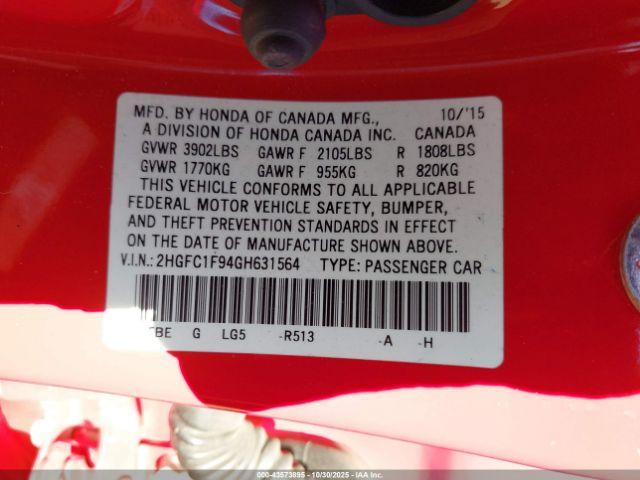 MFD. BY HONDA OF CANADA MFG., 10/'15
A DIVISION OF HONDA CANADA INC. CANADA
GVWR 3902LBS GAWR F 2105LBS R 1808LBS
GVWR 1770KG GAWR F 955KG R 820KG
THIS VEHICLE CONFORMS TO ALL APPLICABLE
FEDERAL MOTOR VEHICLE SAFETY, BUMPER,
AND THEFT PREVENTION STANDARDS IN EFFECT
ON THE DATE OF MANUFACTURE SHOWN ABOVE.
V.I.N.: 2HGFC1F94GH631564 TYPE: PASSENGER CAR
G LG5 -R513 -A -H
000-43573895 - 10/30/2025 - IAA Inc.